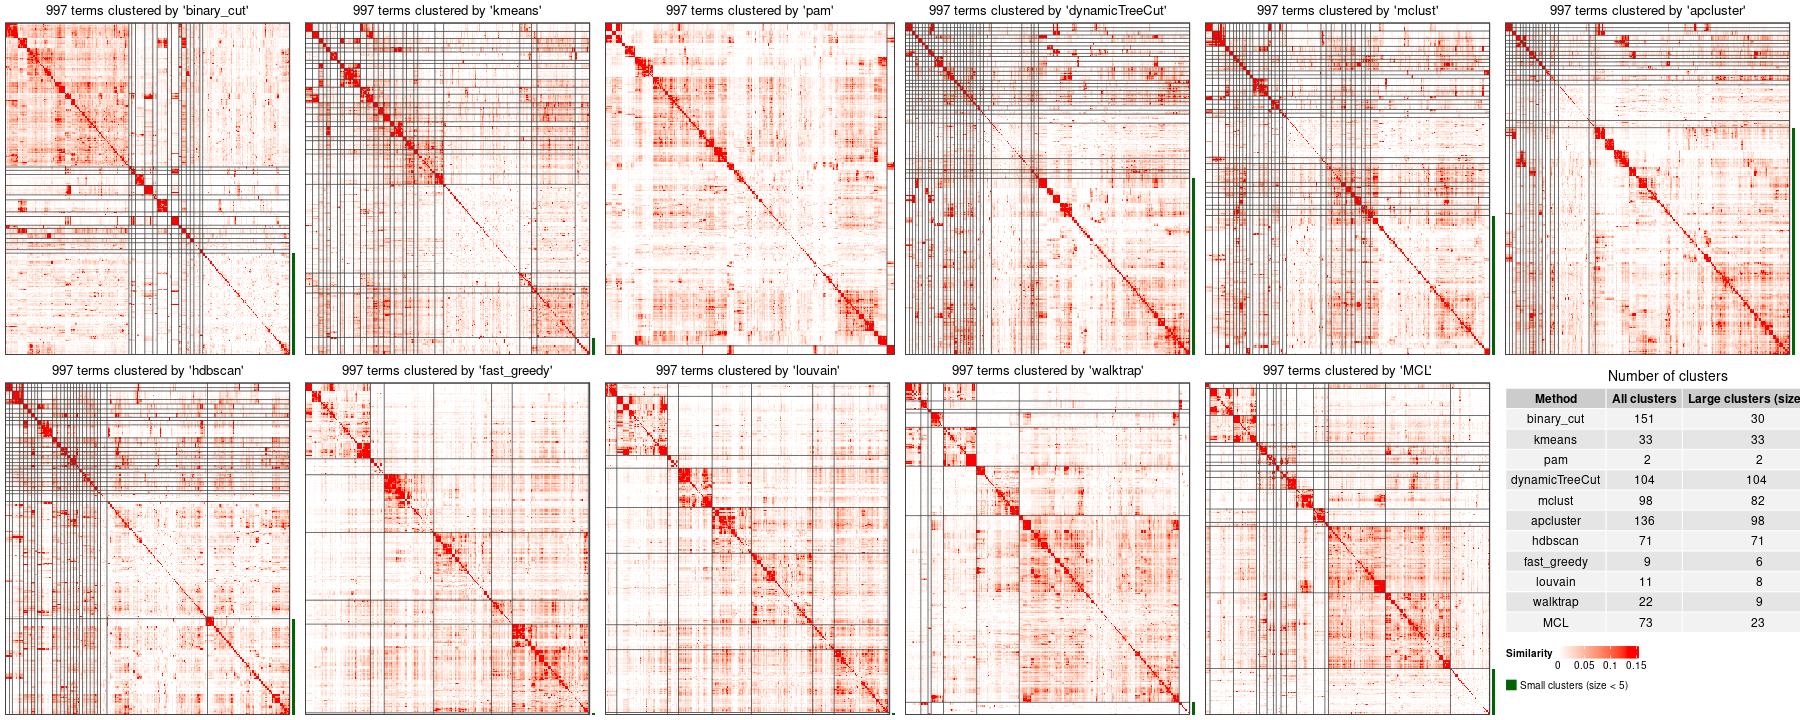 997 terms clustered by 'binary_cut'
997 terms clustered by 'kmeans'
997 terms clustered by 'pam'
997 terms clustered by 'dynamicTreeCut'
997 terms clustered by 'mclust'
997 terms clustered by 'apcluster'
997 terms clustered by 'hdbscan'
997 terms clustered by 'fast_greedy'
997 terms clustered by 'louvain'
997 terms clustered by 'walktrap'
997 terms clustered by 'MCL'
Number of clusters
Method All clusters Large clusters (size
binary_cut 151 30
kmeans 33 33
pam 2 2
dynamicTreeCut 104 104
mclust 98 82
apcluster 136 98
hdbscan 71 71
fast_greedy 9 6
louvain 11 8
walktrap 22 9
MCL 73 23
Similarity
0 0.05 0.1 0.15
Small clusters (size < 5)